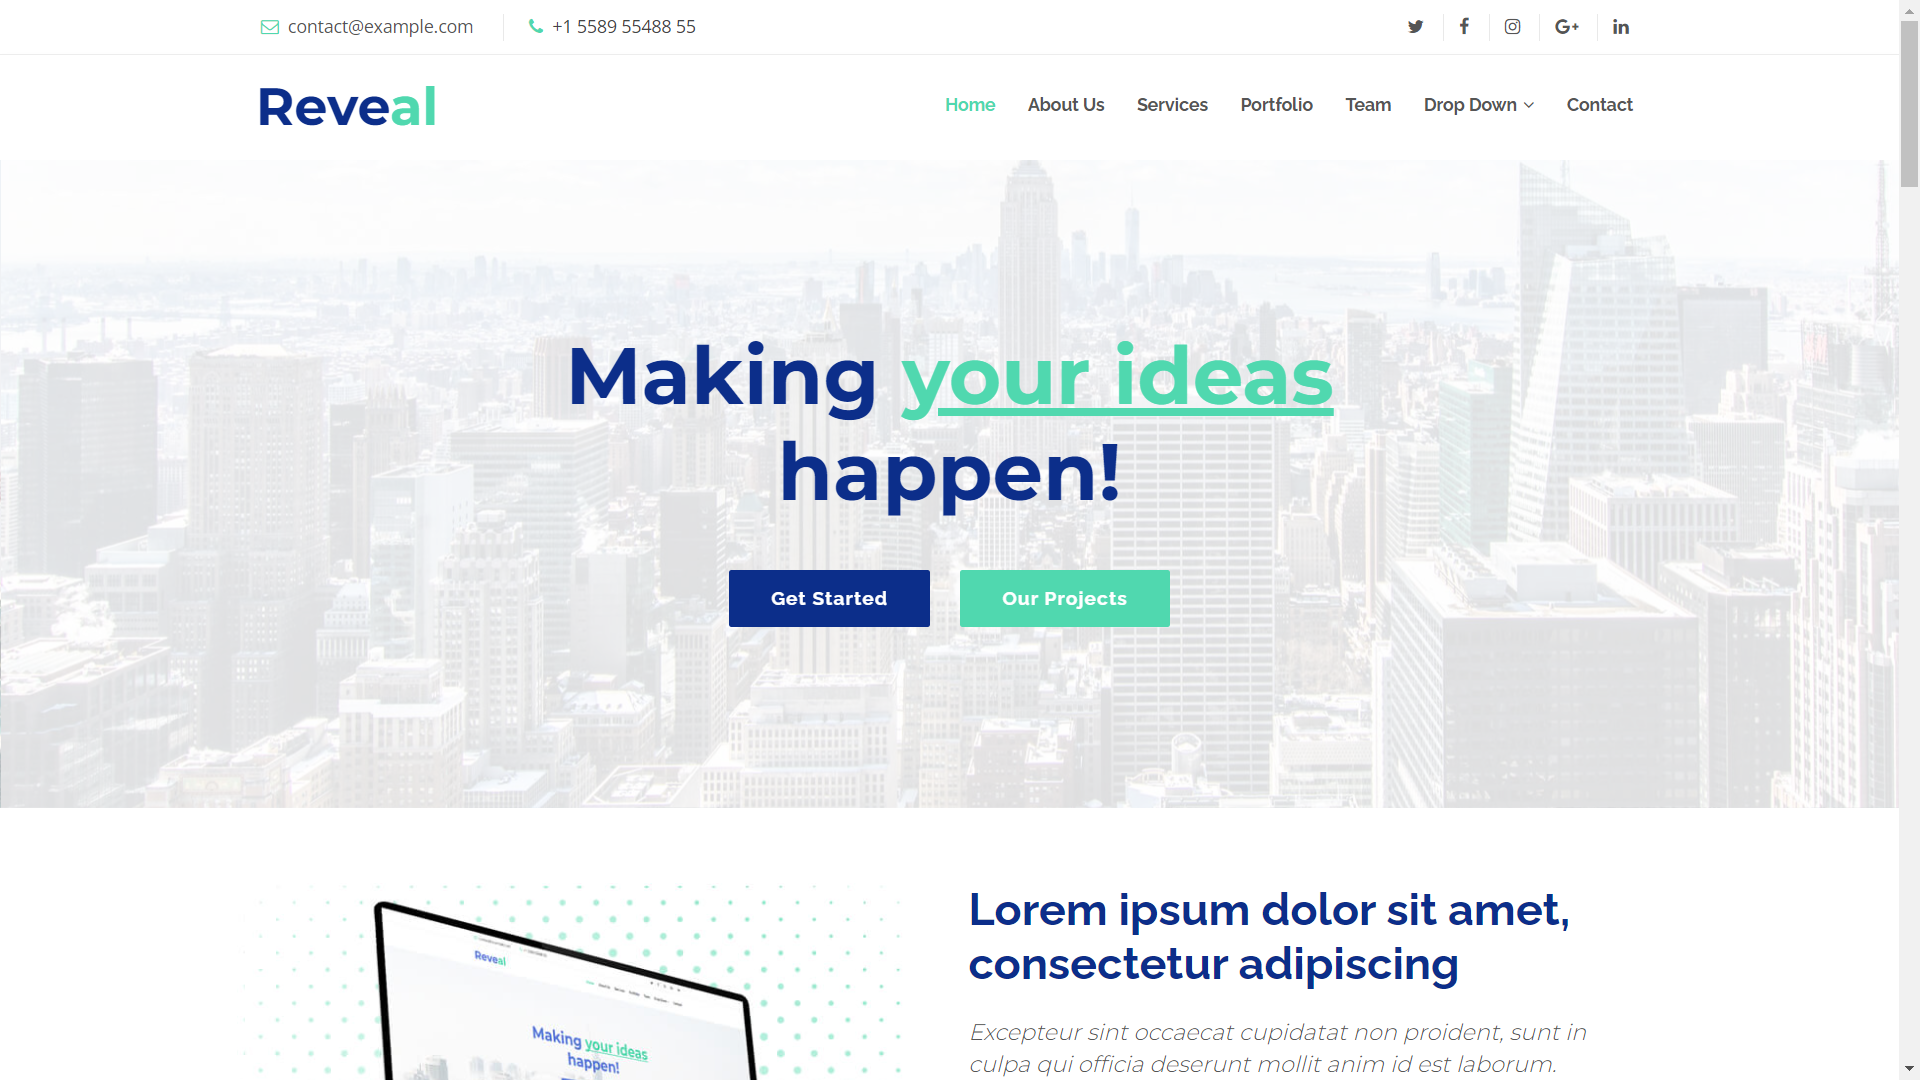 contact@example.com
+1 5589 55488 55
Reveal
Home
About Us
Services
Portfolio
Team
Drop Down
Contact
Making your ideas
happen!
Get Started
Our Projects
Lorem ipsum dolor sit amet,
consectetur adipiscing
Excepteur sint occaecat cupidatat non proident, sunt in
culpa qui officia deserunt mollit anim id est laborum.
Reveal
Making your ideas
happen!